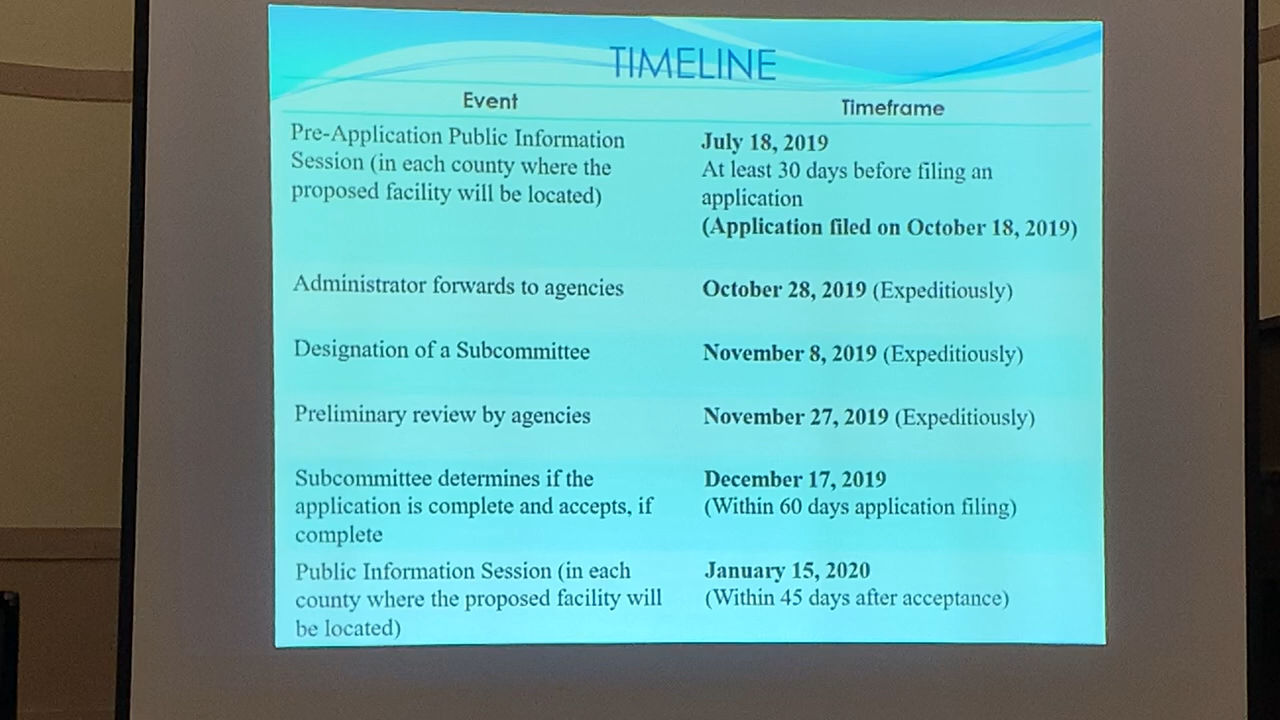 TIMELINE
Event
Timeframe
Pre-Application Public Information
Session (in each county where the
proposed facility will be located)
July 18, 2019
At least 30 days before filing an
application
(Application filed on October 18, 2019)
Administrator forwards to agencies
October 28, 2019 (Expeditiously)
Designation of a Subcommittee
November 8, 2019 (Expeditiously)
Preliminary review by agencies
November 27, 2019 (Expeditiously)
Subcommittee determines if the
application is complete and accepts, if
complete
December 17, 2019
(Within 60 days application filing)
Public Information Session (in each
county where the proposed facility will
be located)
January 15, 2020
(Within 45 days after acceptance)